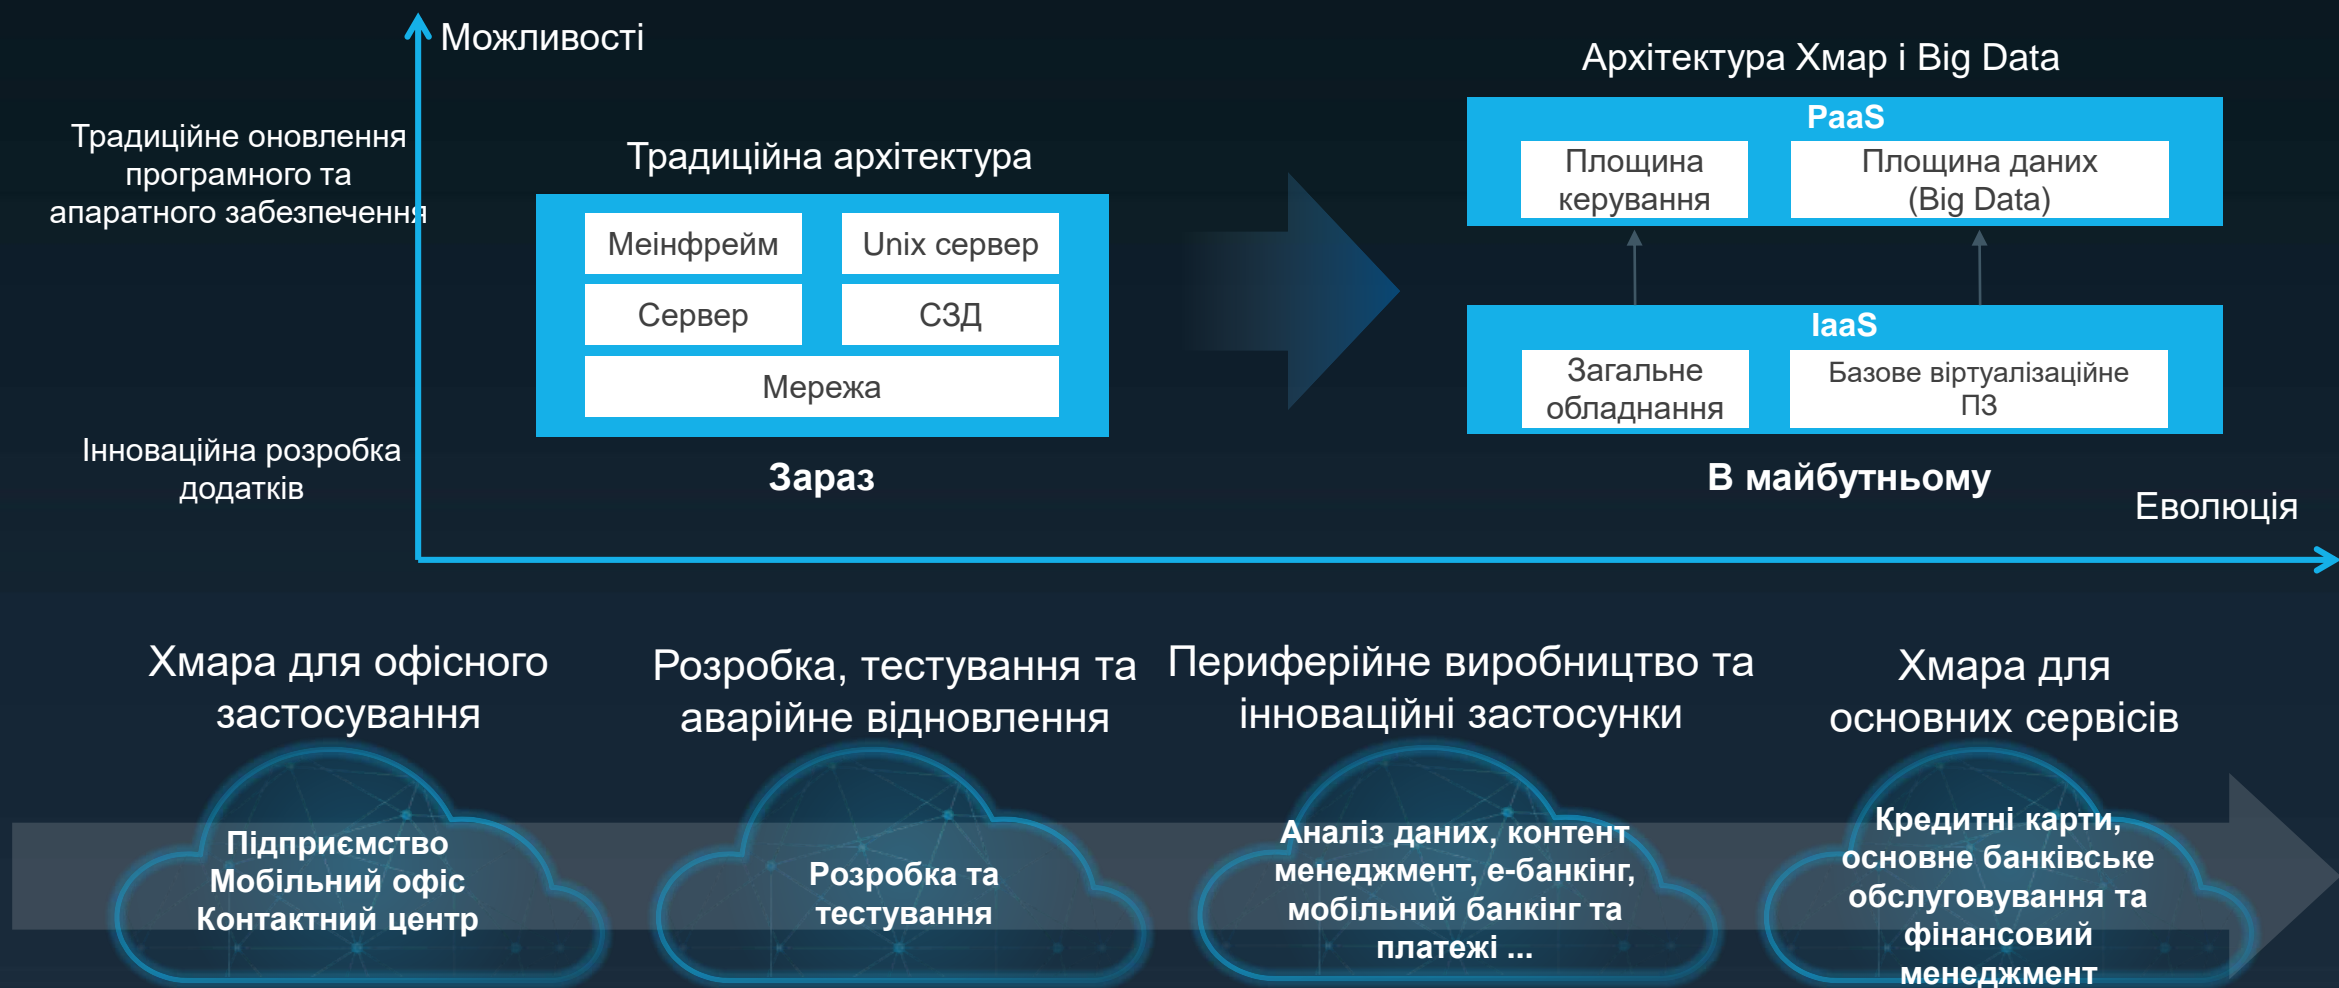 Можливості
Традиційне оновлення
програмного та
апаратного забезпечення
Інноваційна розробка
додатків
Традиційна архітектура
Меінфрейм
Unix сервер
Сервер
СЗД
Мережа
Зараз
Архітектура Хмар і Big Data
PaaS
Площина
керування
Площина даних
(Big Data)
IaaS
Загальне
обладнання
Базове віртуалізаційне
ПЗ
В майбутньому
Еволюція
Хмара для офісного
застосування
Розробка, тестування та
аварійне відновлення
Периферійне виробництво та
інноваційні застосунки
Хмара для
основних сервісів
Підприємство
Мобільний офіс
Контактний центр
Розробка та
тестування
Аналіз даних, контент
менеджмент, е-банкінг,
мобільний банкінг та
платежі ...
Кредитні карти,
основне банківське
обслуговування та
фінансовий
менеджмент